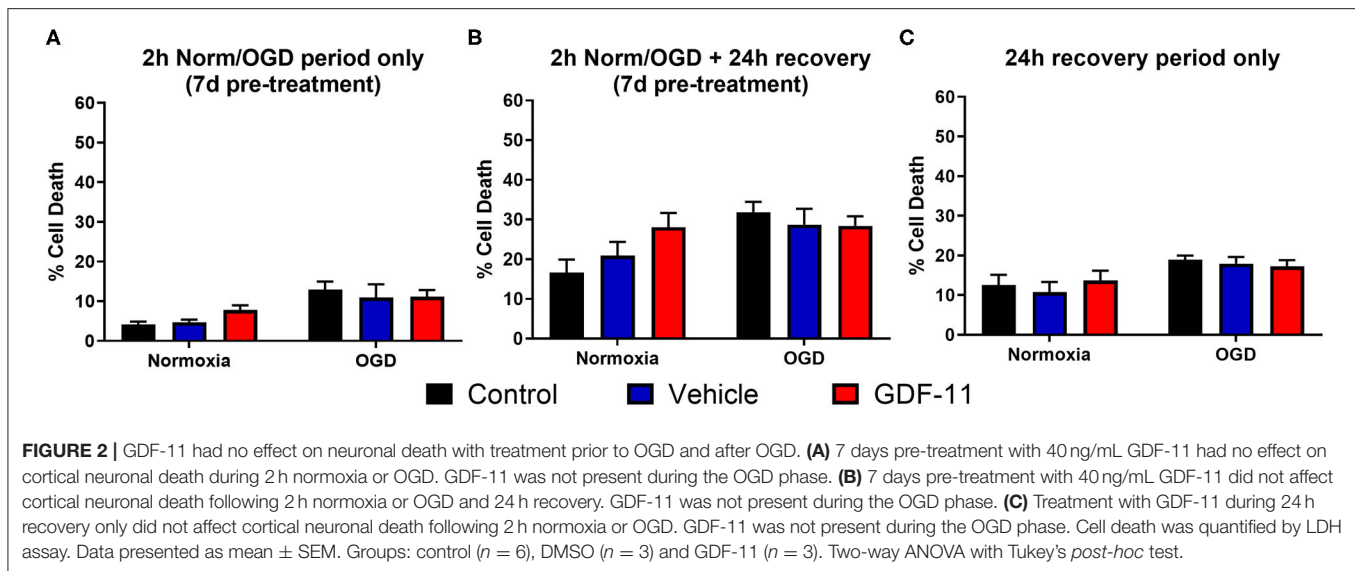 A
2h Norm/OGD period only
(7d pre-treatment)
% Cell Death
60
50
40
30
20
10
0
Normoxia
OGD
B
2h Norm/OGD + 24h recovery
(7d pre-treatment)
% Cell Death
60
50
40
30
20
10
0
Normoxia
OGD
C
24h recovery period only
% Cell Death
60
50
40
30
20
10
0
Normoxia
OGD
Control
Vehicle
GDF-11
FIGURE 2 | GDF-11 had no effect on neuronal death with treatment prior to OGD and after OGD. (A) 7 days pre-treatment with 40 ng/mL GDF-11 had no effect on
cortical neuronal death during 2 h normoxia or OGD. GDF-11 was not present during the OGD phase. (B) 7 days pre-treatment with 40 ng/mL GDF-11 did not affect
cortical neuronal death following 2 h normoxia or OGD and 24 h recovery. GDF-11 was not present during the OGD phase. (C) Treatment with GDF-11 during 24 h
recovery only did not affect cortical neuronal death following 2 h normoxia or OGD. GDF-11 was not present during the OGD phase. Cell death was quantified by LDH
assay. Data presented as mean ± SEM. Groups: control (n = 6), DMSO (n = 3) and GDF-11 (n = 3). Two-way ANOVA with Tukey's post-hoc test.